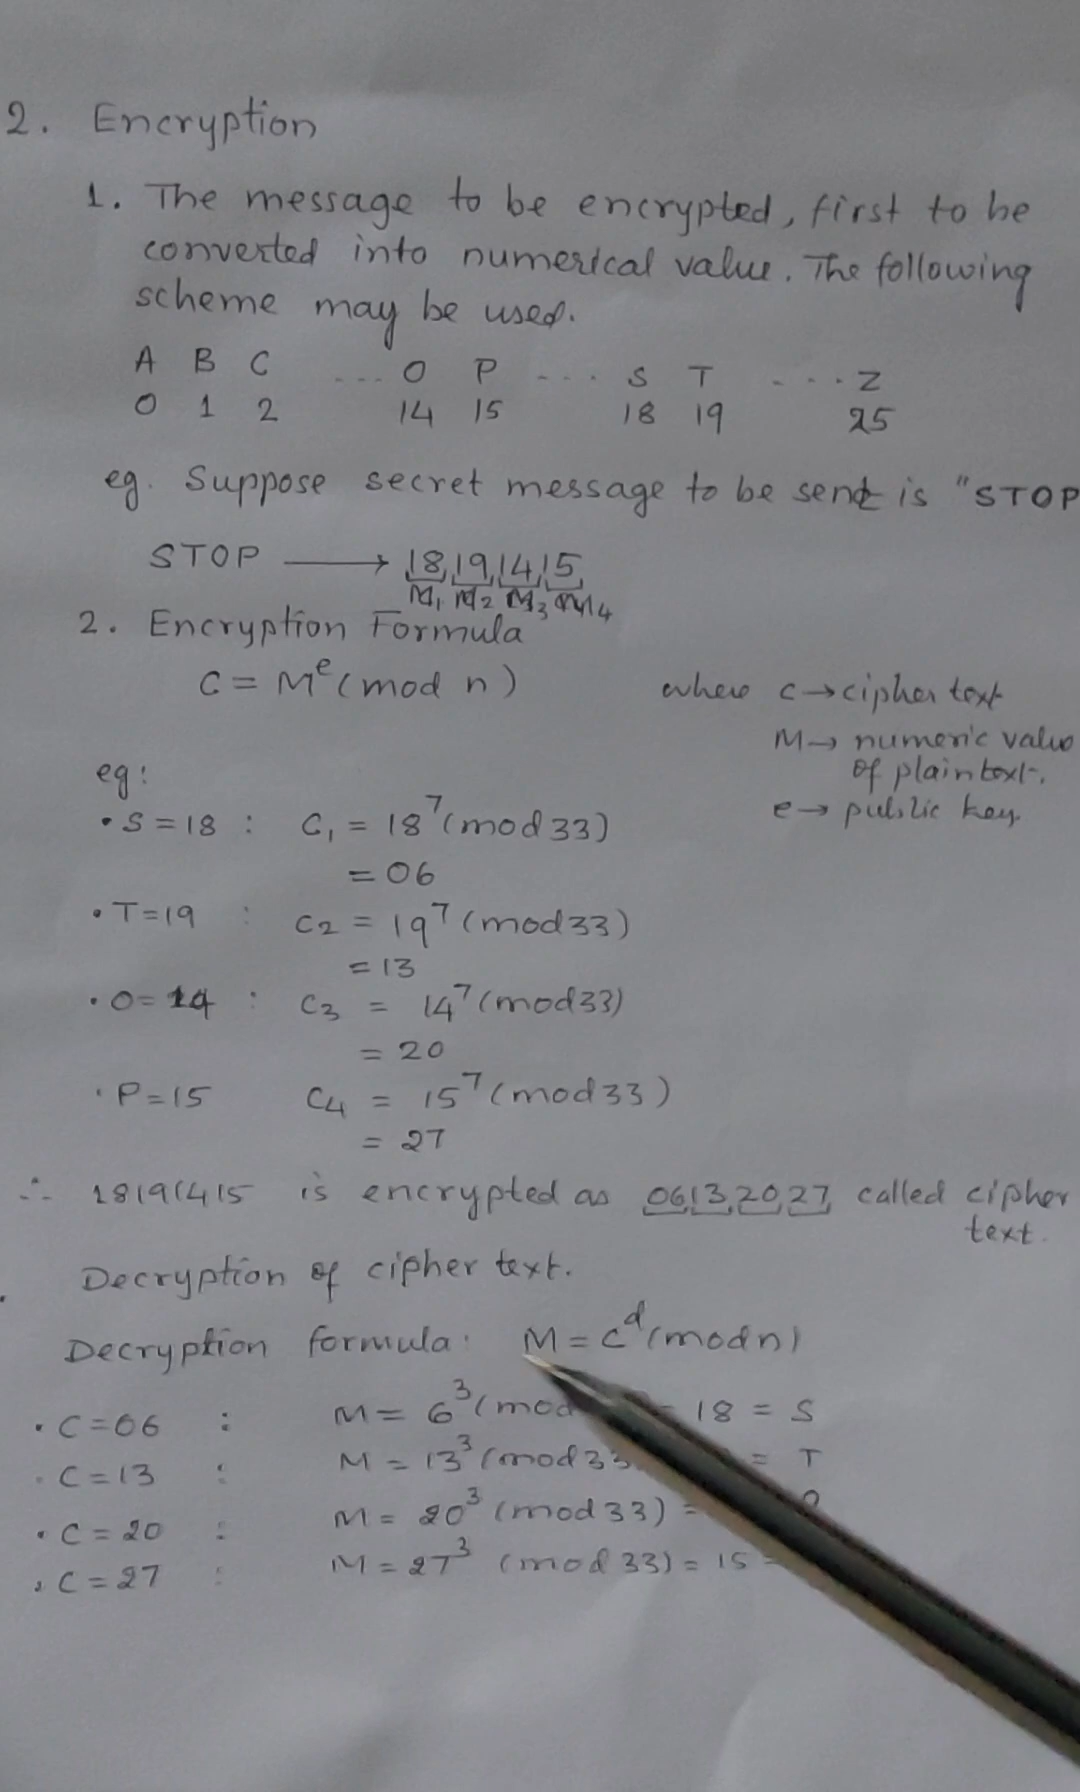 2. Encryption
1. The message to be encrypted, first to be
converted into numerical value. The following
scheme may be used.
A B C ... O P ... S T ... Z
0 1 2 14 15 18 19 25
eg. Suppose secret message to be send is "STOP
STOP → 18,19,14,15
M1 M2 M3 M4
2. Encryption Formula
C = M^e (mod n) where c→cipher text
M→ numeric value
of plaintext.
e→ public key.
eg:
• S = 18 : C1 = 18^7 (mod 33)
= 06
• T = 19 : C2 = 19^7 (mod 33)
= 13
• O = 14 : C3 = 14^7 (mod 33)
= 20
• P = 15 C4 = 15^7 (mod 33)
= 27
∴ 18191415 is encrypted as 06,13,20,27 called cipher
text.
Decryption of cipher text.
Decryption formula: M = C^d (mod n)
• C = 06 : M = 6^3 (mod = 18 = S
• C = 13 : M = 13^3 (mod 33 = T
• C = 20 : M = 20^3 (mod 33) =
• C = 27 : M = 27^3 (mod 33) = 15 =